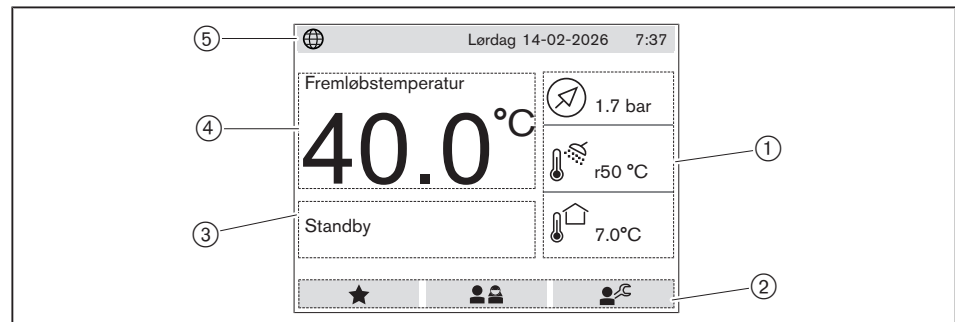 ⑤
Lørdag 14-02-2026 7:37
Fremløbstemperatur
④
40.0°C
1.7 bar
①
r50 °C
③
Standby
7.0°C
②